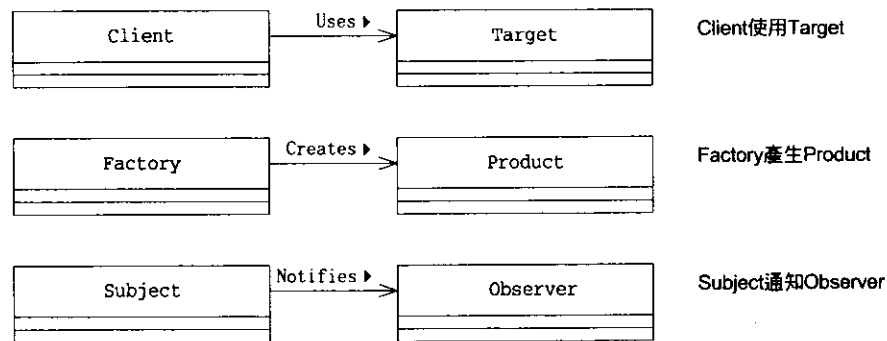 Client Uses ▶ Target Client使用Target
Factory Creates ▶ Product Factory產生Product
Subject Notifies ▶ Observer Subject通知Observer